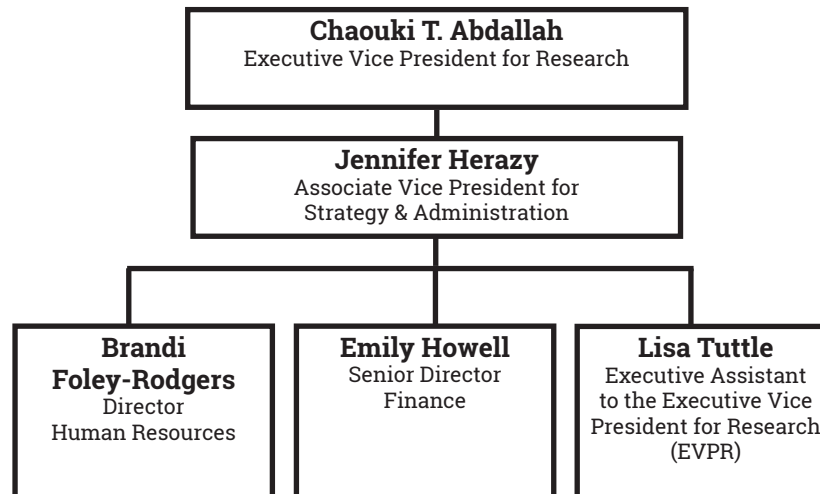 Chaouki T. Abdallah
Executive Vice President for Research
Jennifer Herazy
Associate Vice President for
Strategy & Administration
Brandi
Foley-Rodgers
Director
Human Resources
Emily Howell
Senior Director
Finance
Lisa Tuttle
Executive Assistant
to the Executive Vice
President for Research
(EVPR)